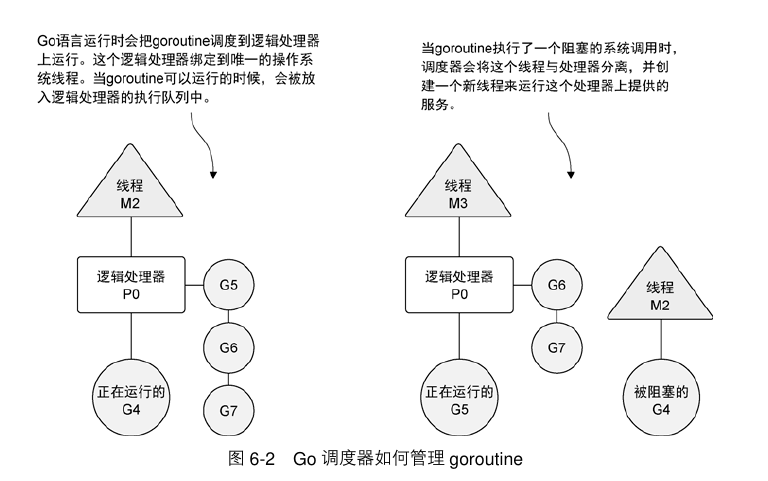 Go语言运行时会把goroutine调度到逻辑处理器
上运行。这个逻辑处理器绑定到唯一的操作系
统线程。当goroutine可以运行的时候，会被放
入逻辑处理器的执行队列中。
当goroutine执行了一个阻塞的系统调用时，
调度器会将这个线程与处理器分离，并创
建一个新线程来运行这个处理器上提供的
服务。
线程
M2
逻辑处理器
P0
G5
G6
G7
正在运行的
G4
线程
M3
逻辑处理器
P0
G6
G7
正在运行的
G5
线程
M2
被阻塞的
G4
图 6-2 Go 调度器如何管理 goroutine